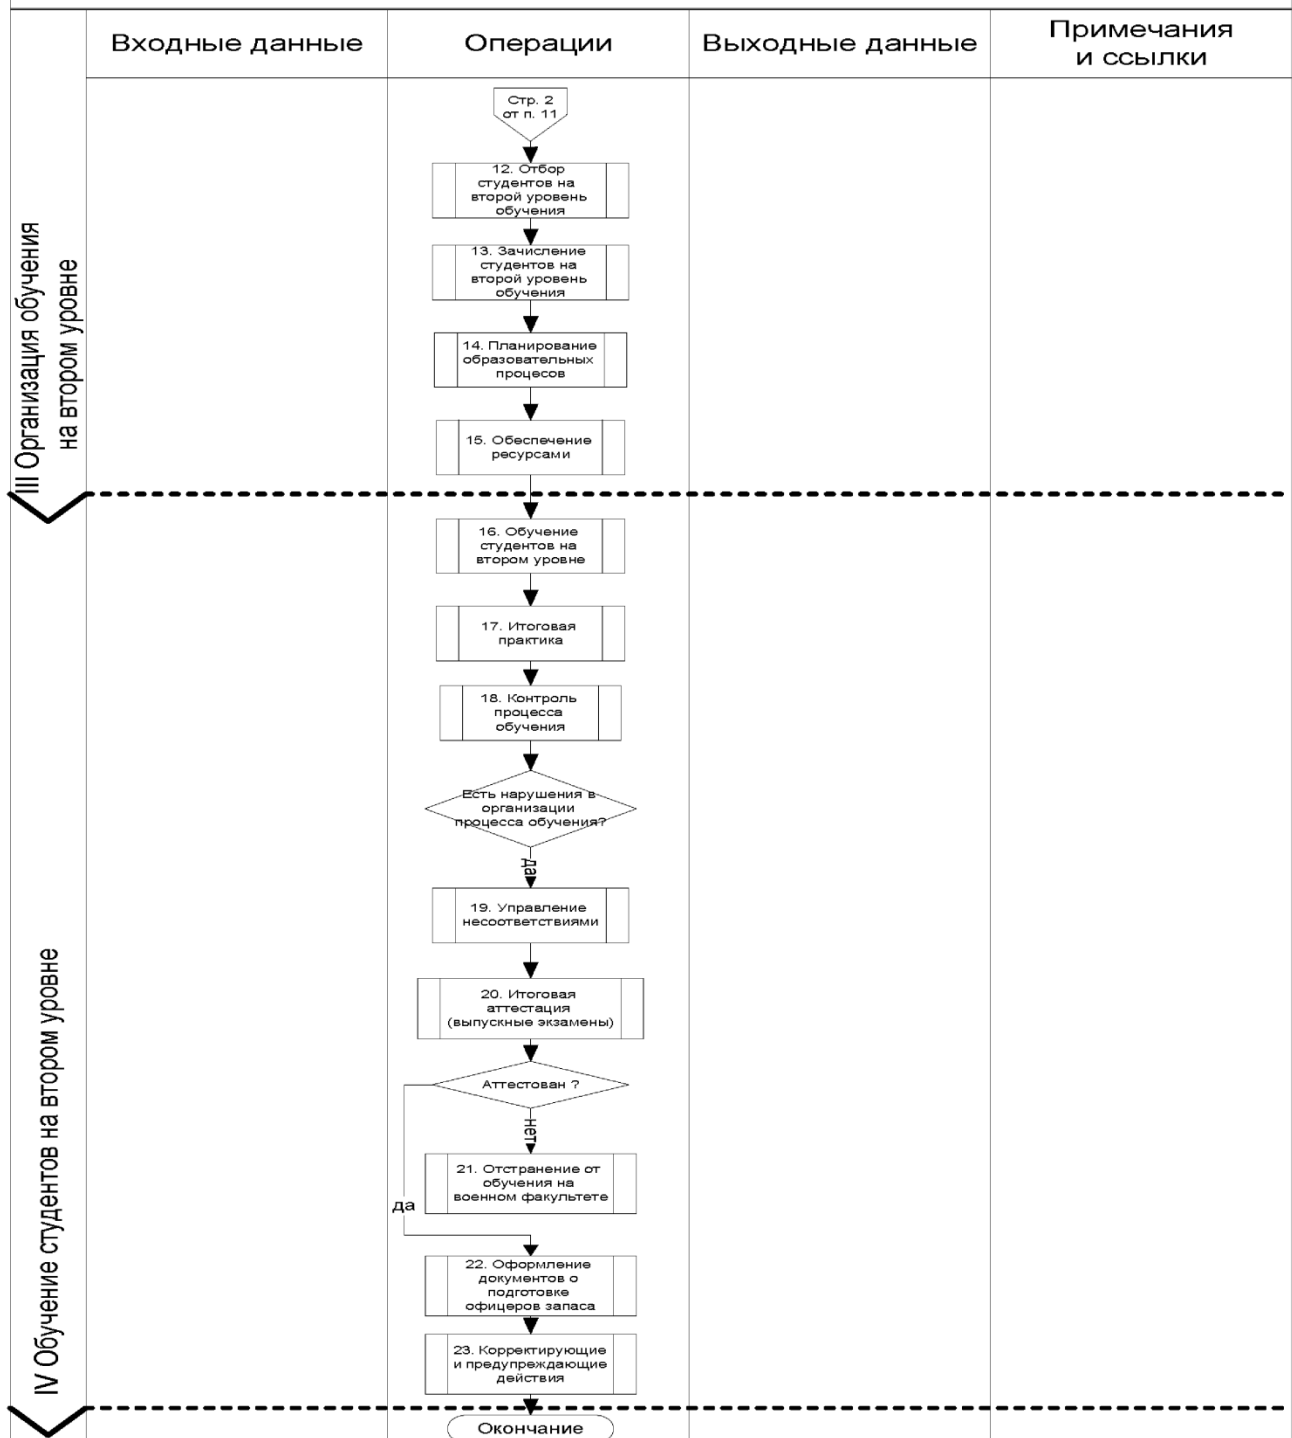 Входные данные
Операции
Выходные данные
Примечания
и ссылки
III Организация обучения
на втором уровне
Стр. 2
от п. 11
12. Отбор
студентов на
второй уровень
обучения
13. Зачисление
студентов на
второй уровень
обучения
14. Планирование
образовательных
процесов
15. Обеспечение
ресурсами
IV Обучение студентов на втором уровне
16. Обучение
студентов на
втором уровне
17. Итоговая
практика
18. Контроль
процесса
обучения
Есть нарушения в
организации
процесса обучения?
да
19. Управление
несоответствиями
20. Итоговая
аттестация
(выпускные экзамены)
Аттестован ?
нет
21. Отстранение от
обучения на
военном факультете
да
22. Оформление
документов о
подготовке
офицеров запаса
23. Корректирующие
и предупреждающие
действия
Окончание